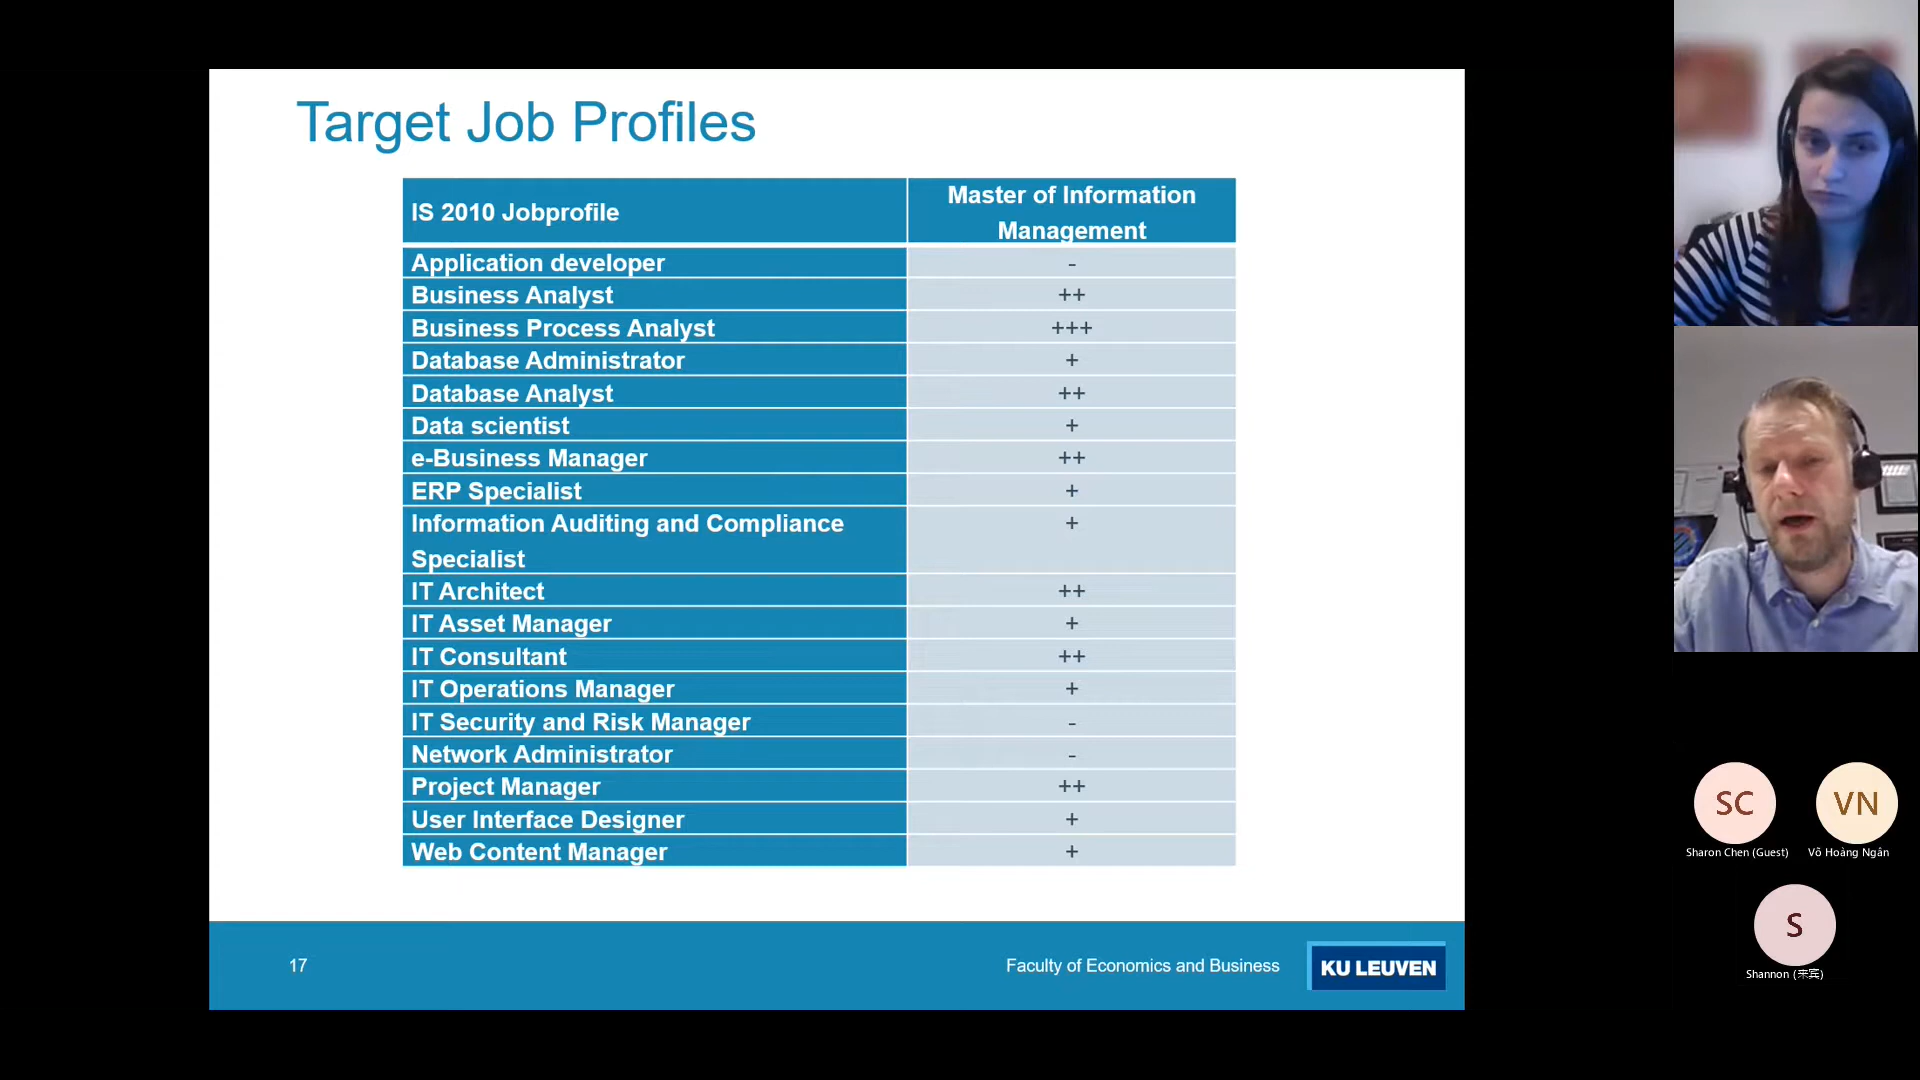 Target Job Profiles
IS 2010 Jobprofile
Master of Information
Management
Application developer
-
Business Analyst
++
Business Process Analyst
+++
Database Administrator
+
Database Analyst
++
Data scientist
+
e-Business Manager
++
ERP Specialist
+
Information Auditing and Compliance
Specialist
+
IT Architect
++
IT Asset Manager
+
IT Consultant
++
IT Operations Manager
+
IT Security and Risk Manager
-
Network Administrator
-
Project Manager
++
User Interface Designer
+
Web Content Manager
+
17
Faculty of Economics and Business
KU LEUVEN
SC
VN
Sharon Chen (Guest)
Võ Hoàng Ngân
S
Shannon (来宾)